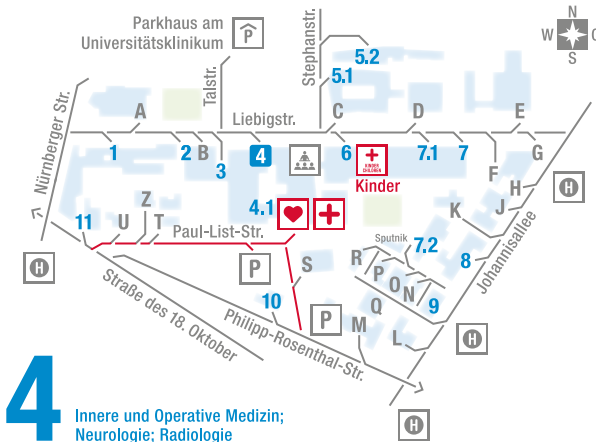 Parkhaus am
Universitätsklinikum
P
Stephanstr.
5.2
5.1
N
W
O
S
Talstr.
Nürnberger Str.
A
Liebigstr.
C
D
E
1
2
B
3
4
6
KINDER
CHILDREN
Kinder
7.1
7
F
G
H
H
J
K
Johannisallee
4.1
Z
11
U
T
Paul-List-Str.
Sputnik
7.2
R
P
O
N
Q
8
9
H
P
S
10
P
Straße des 18. Oktober
Philipp-Rosenthal-Str.
M
L
H
H
4
Innere und Operative Medizin;
Neurologie; Radiologie